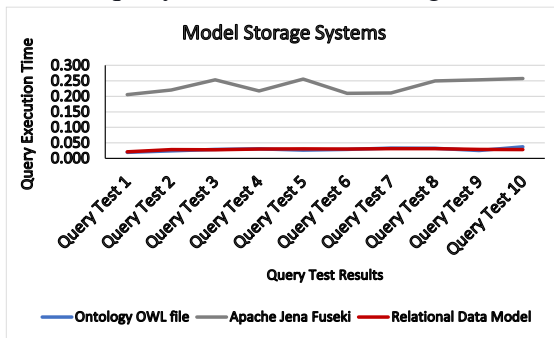 Model Storage Systems
Query Execution Time
0.300
0.250
0.200
0.150
0.100
0.050
0.000
Query Test 1
Query Test 2
Query Test 3
Query Test 4
Query Test 5
Query Test 6
Query Test 7
Query Test 8
Query Test 9
Query Test 10
Query Test Results
Ontology OWL file Apache Jena Fuseki Relational Data Model